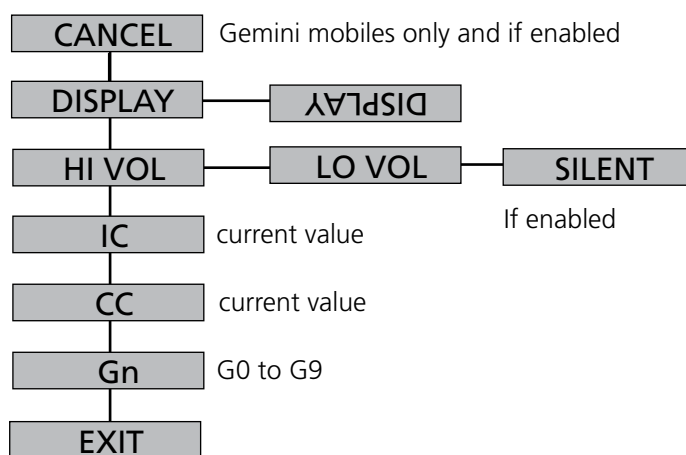 CANCEL Gemini mobiles only and if enabled
DISPLAY DISPLAY
HI VOL LO VOL SILENT
If enabled
IC current value
CC current value
Gn G0 to G9
EXIT